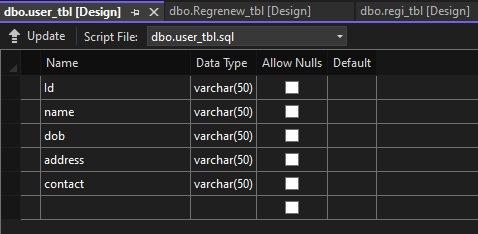 dbo.user_tbl [Design] dbo.Regrenew_tbl [Design] dbo.regi_tbl [Design]
Update Script File: dbo.user_tbl.sql
Name Data Type Allow Nulls Default
Id varchar(50)
name varchar(50)
dob varchar(50)
address varchar(50)
contact varchar(50)